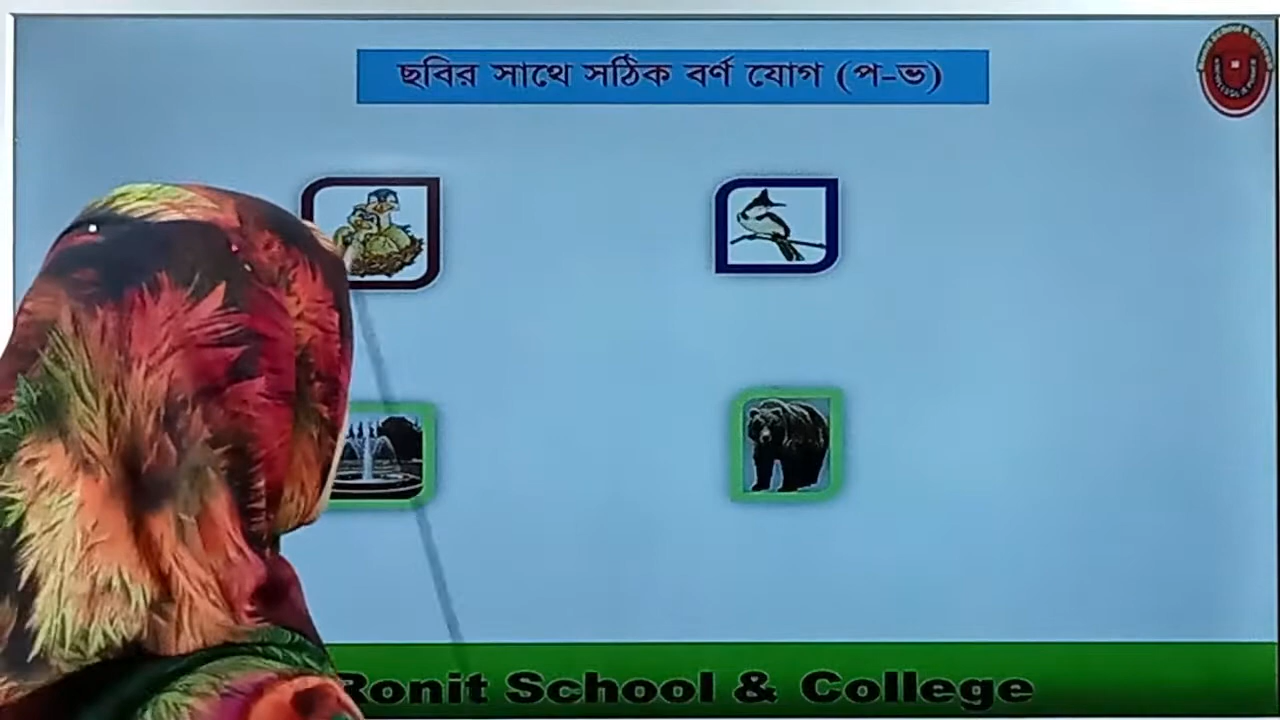 ছবির সাথে সঠিক বর্ণ যোগ (প-ভ)
Ronit School & College